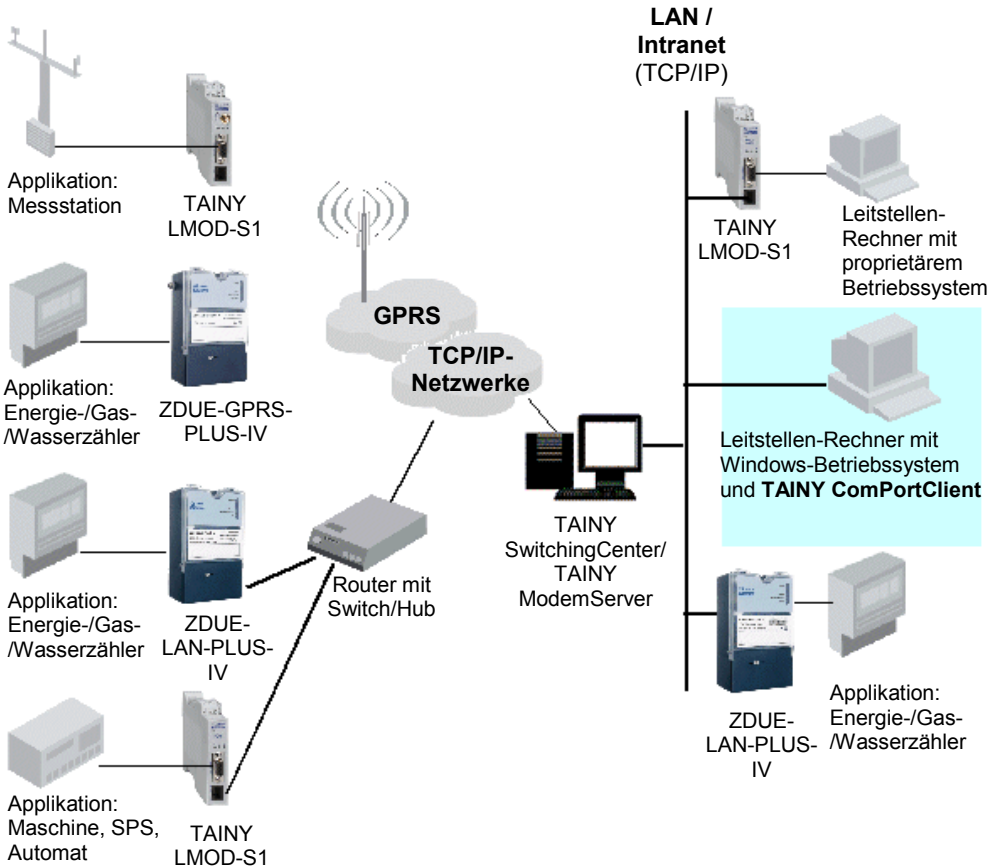 LAN /
Intranet
(TCP/IP)
Applikation:
Messstation
TAINY
LMOD-S1
TAINY
LMOD-S1
Leitstellen-
Rechner mit
proprietärem
Betriebssystem
GPRS
TCP/IP-
Netzwerke
Applikation:
Energie-/Gas-
/Wasserzähler
ZDUE-GPRS-
PLUS-IV
Leitstellen-Rechner mit
Windows-Betriebssystem
und TAINY ComPortClient
TAINY
SwitchingCenter/
TAINY
ModemServer
Router mit
Switch/Hub
Applikation:
Energie-/Gas-
/Wasserzähler
ZDUE-
LAN-PLUS-
IV
ZDUE-
LAN-PLUS-
IV
Applikation:
Energie-/Gas-
/Wasserzähler
Applikation:
Maschine, SPS,
Automat
TAINY
LMOD-S1